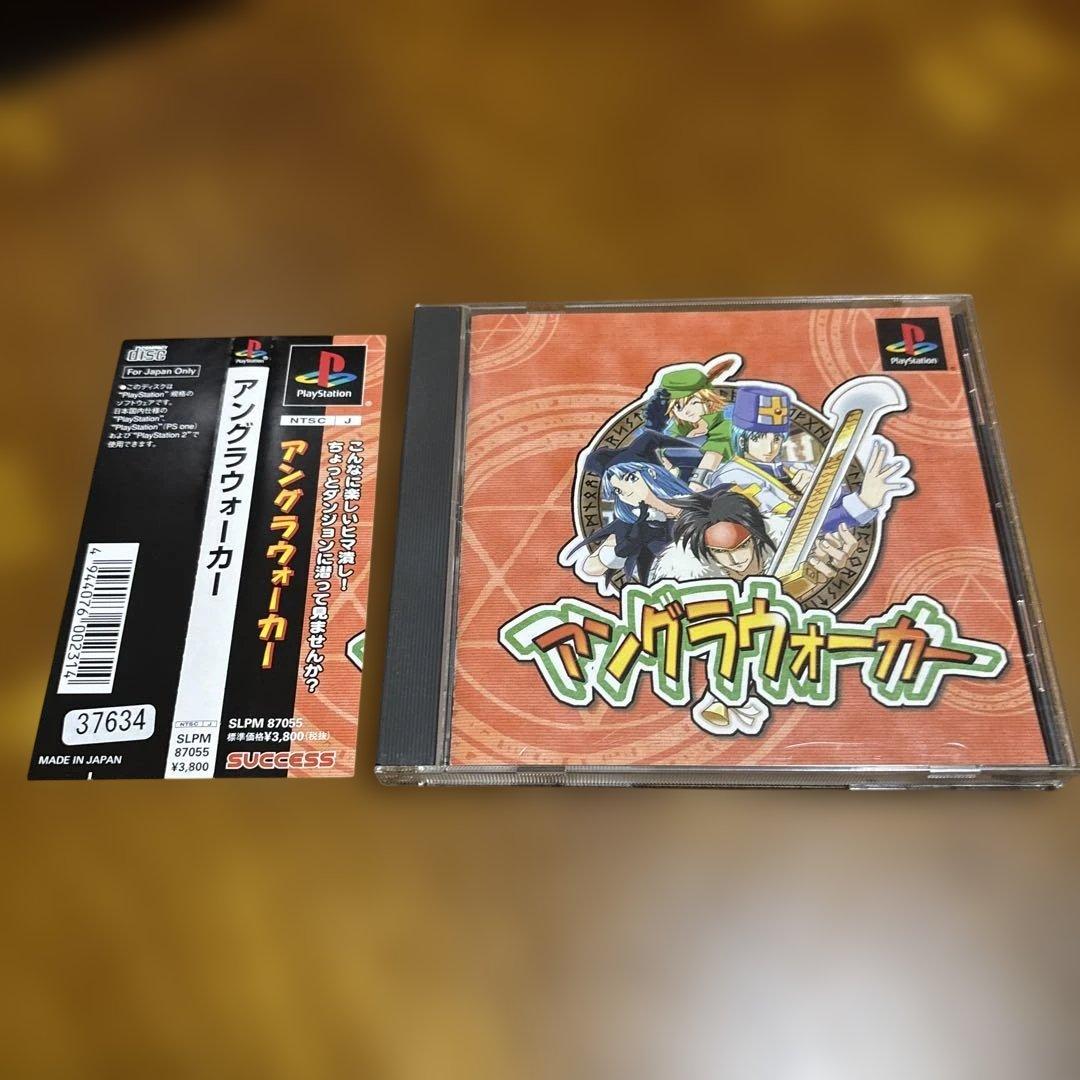 COMPACT disc
For Japan Only
●このディスクは
"PlayStation" 規格の
ソフトウェアです。
日本国内仕様の
"PlayStation"、
"PlayStation"(PS one)
および"PlayStation 2"で
使用できます。
4 944076 002314
37634
MADE IN JAPAN
PlayStation
アングラウォーカー
NTSC J
SLPM
87055
¥3,800
PlayStation
NTSC J
こんなに楽しいヒマ潰し!
ちょっとダンジョンに潜って見ませんか?
アングラウォーカー
SLPM 87055
標準価格¥3,800(税抜)
SUCCESS
PlayStation
アングラウォーカー